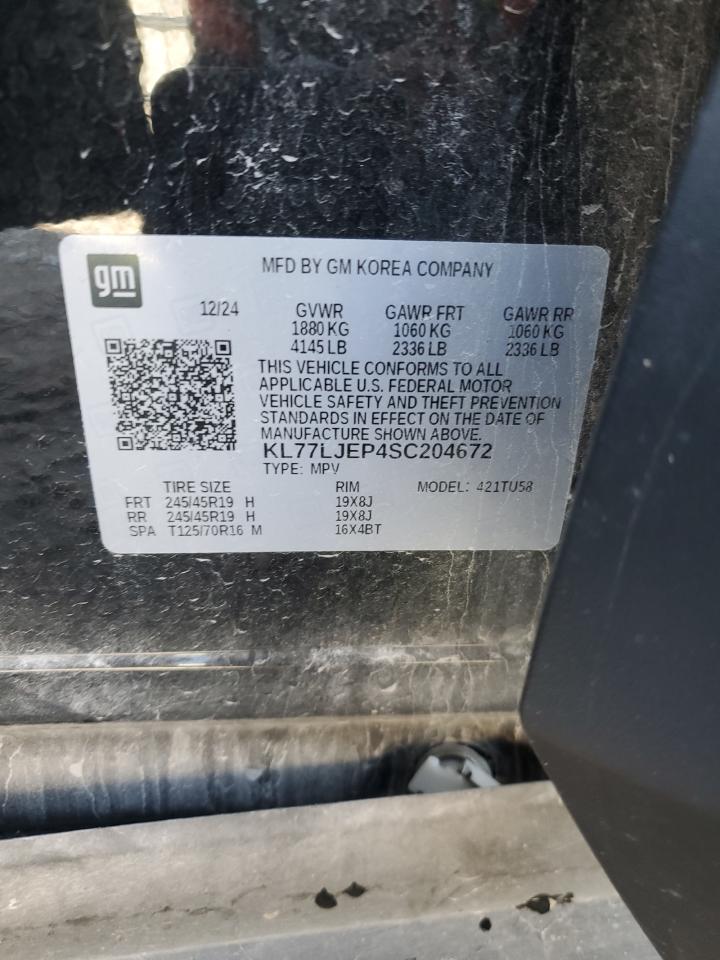 gm
MFD BY GM KOREA COMPANY
12/24 GVWR GAWR FRT GAWR RR
1880 KG 1060 KG 1060 KG
4145 LB 2336 LB 2336 LB
THIS VEHICLE CONFORMS TO ALL
APPLICABLE U.S. FEDERAL MOTOR
VEHICLE SAFETY AND THEFT PREVENTION
STANDARDS IN EFFECT ON THE DATE OF
MANUFACTURE SHOWN ABOVE.
KL77LJEP4SC204672
TYPE: MPV
TIRE SIZE RIM MODEL: 421TU58
FRT 245/45R19 H 19X8J
RR 245/45R19 H 19X8J
SPA T125/70R16 M 16X4BT